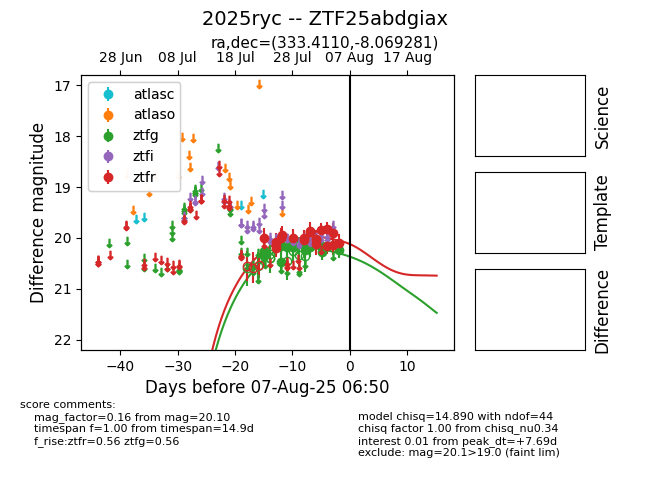 2025ryc -- ZTF25abdgiax
ra,dec=(333.4110,-8.069281)
28 Jun 08 Jul 18 Jul 28 Jul 07 Aug 17 Aug
17
18
19
20
21
22
Difference magnitude
atlasc
atlaso
ztfg
ztfi
ztfr
Science
Template
Difference
−40 −30 −20 −10 0 10
Days before 07-Aug-25 06:50
score comments:
mag_factor=0.16 from mag=20.10
timespan f=1.00 from timespan=14.9d
f_rise:ztfr=0.56 ztfg=0.56
model chisq=14.890 with ndof=44
chisq factor 1.00 from chisq_nu0.34
interest 0.01 from peak_dt=+7.69d
exclude: mag=20.1>19.0 (faint lim)